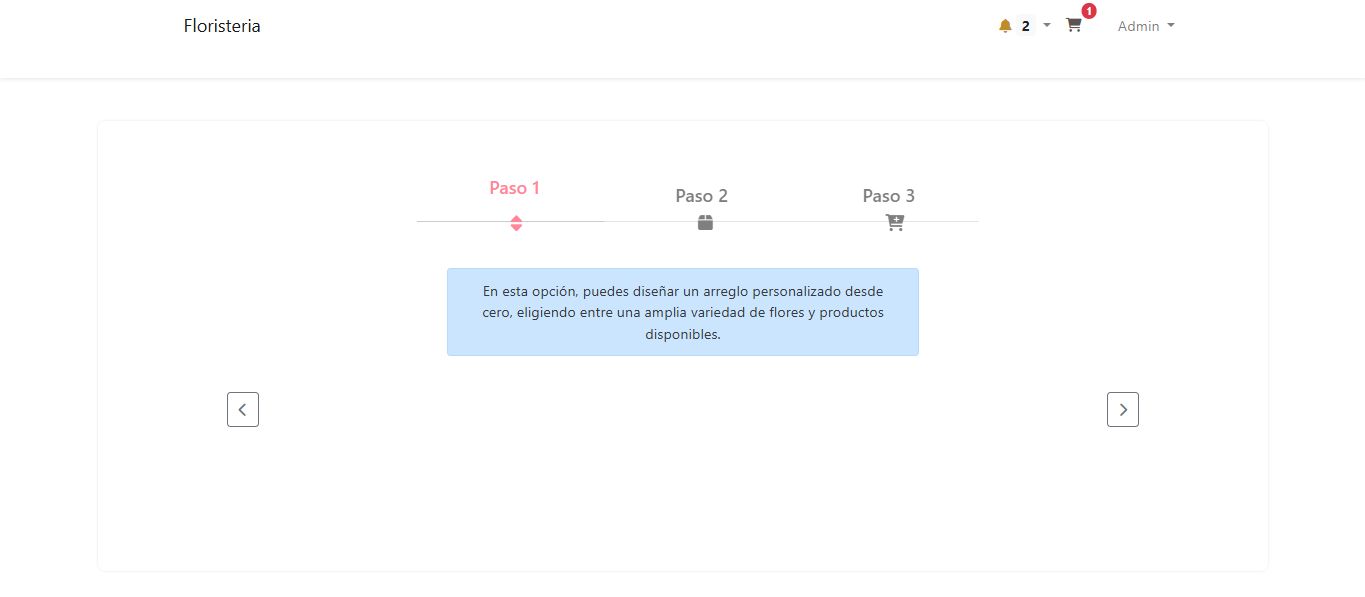 Floristeria
2
1
Admin
Paso 1
Paso 2
Paso 3
En esta opción, puedes diseñar un arreglo personalizado desde
cero, eligiendo entre una amplia variedad de flores y productos
disponibles.